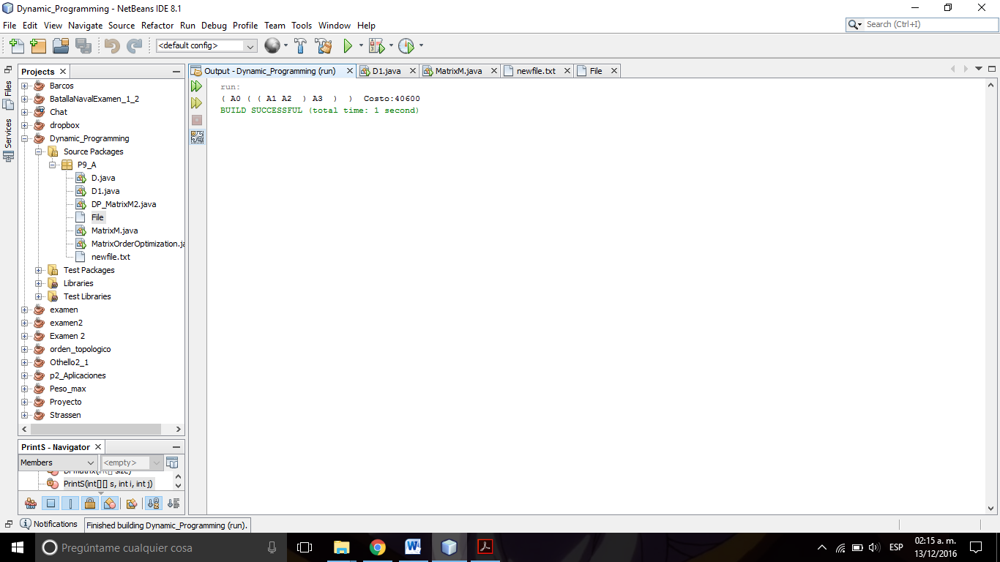 Dynamic_Programming - NetBeans IDE 8.1
File Edit View Navigate Source Refactor Run Debug Profile Team Tools Window Help
Search (Ctrl+I)
<default config>
Files
Services
Projects
Barcos
BatallaNavalExamen_1_2
Chat
dropbox
Dynamic_Programming
Source Packages
P9_A
D.java
D1.java
DP_MatrixM2.java
File
MatrixM.java
MatrixOrderOptimization.ja
newfile.txt
Test Packages
Libraries
Test Libraries
examen
examen2
Examen 2
orden_topologico
Othello2_1
p2_Aplicaciones
Peso_max
Proyecto
Strassen
Output - Dynamic_Programming (run) D1.java MatrixM.java newfile.txt File
run:
( A0 ( ( A1 A2  ) A3  )  )  Costo:40600
BUILD SUCCESSFUL (total time: 1 second)
PrintS - Navigator
Members <empty>
PrintS(int[][] s, int i, int j)
Notifications
Finished building Dynamic_Programming (run).
Pregúntame cualquier cosa
ESP
02:15 a. m.
13/12/2016